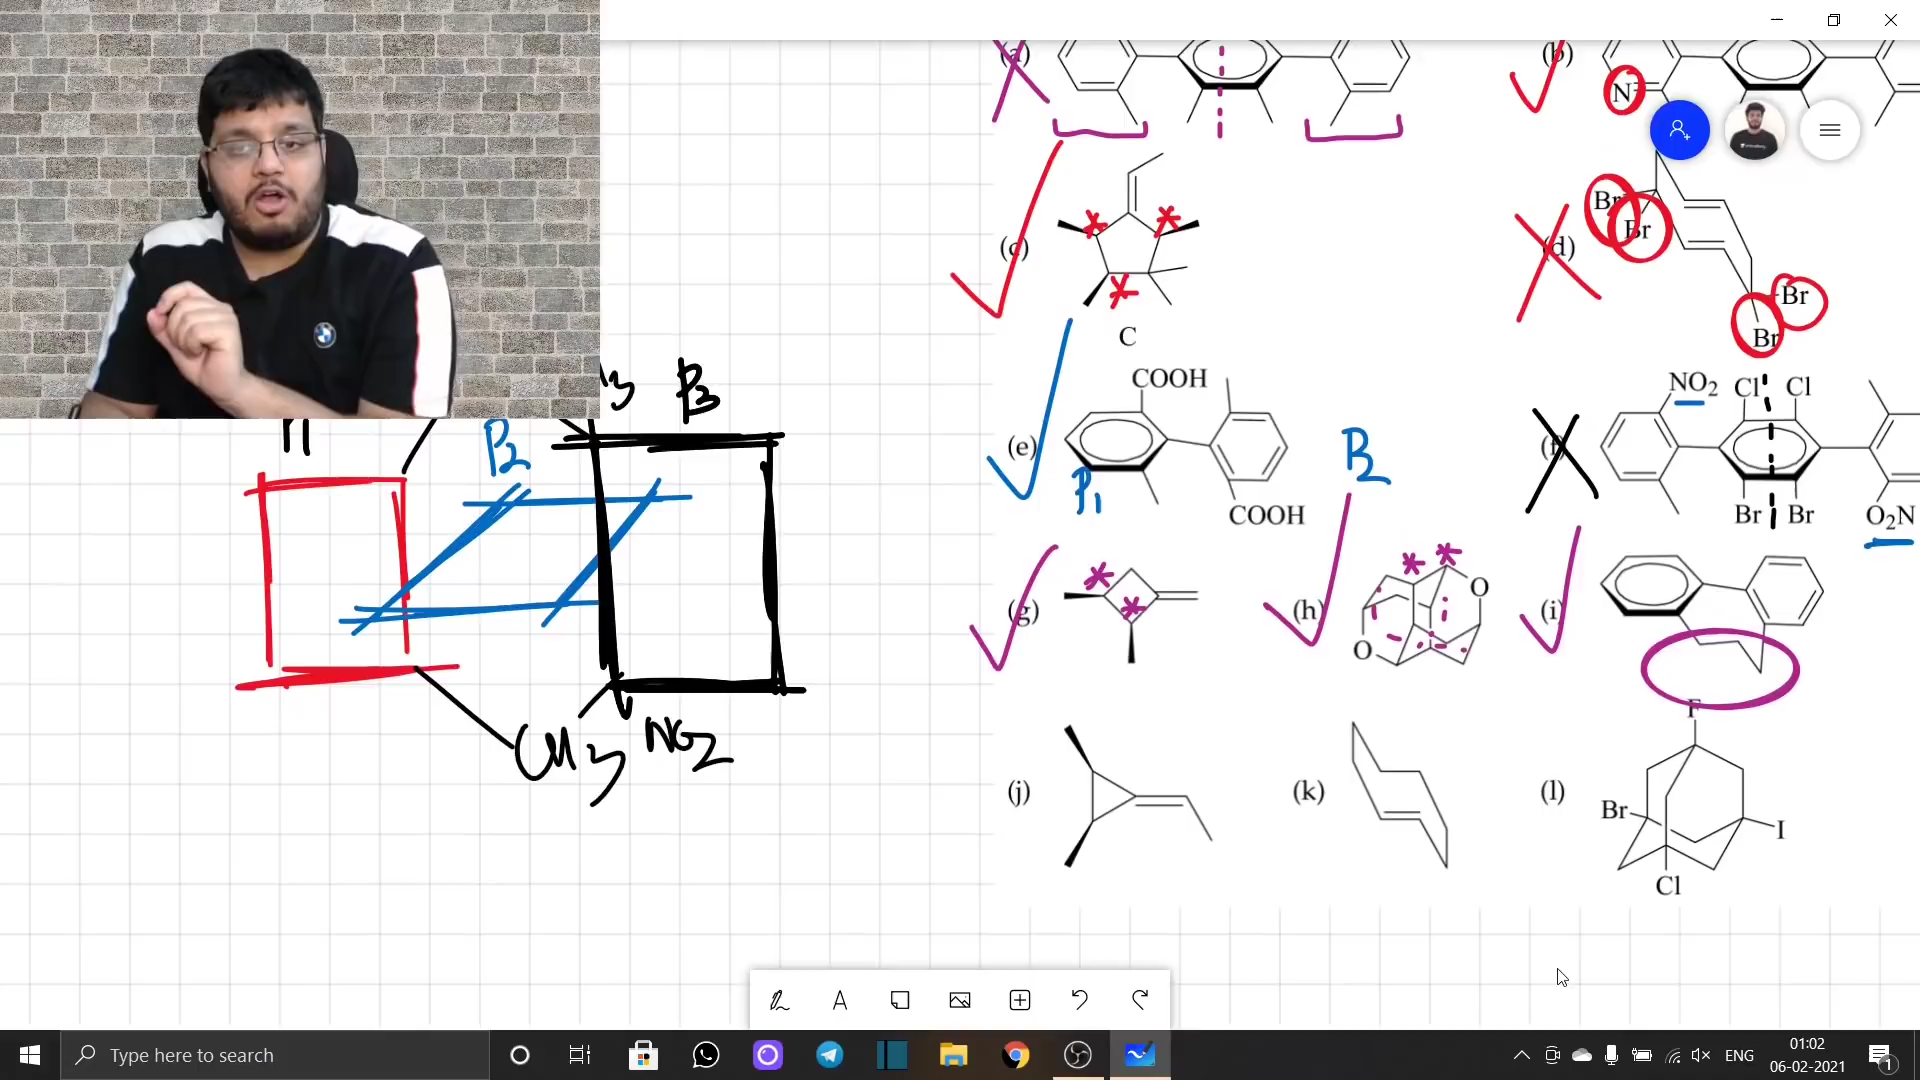 (a)
(b)
N
Br
Br
(c)
(d)
Br
Br
C
COOH
NO2
Cl
Cl
P3
P2
(e)
P1
P2
(f)
COOH
Br
Br
O2N
(g)
(h)
O
O
(i)
CH3
NO2
F
(j)
(k)
(l)
Br
I
Cl
A
Type here to search
ENG
01:02
06-02-2021
1